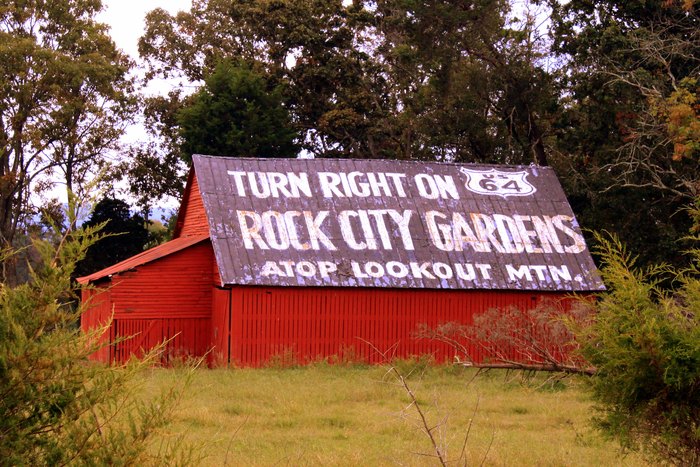 TURN RIGHT ON 64
ROCK CITY GARDENS
ATOP LOOKOUT MTN.